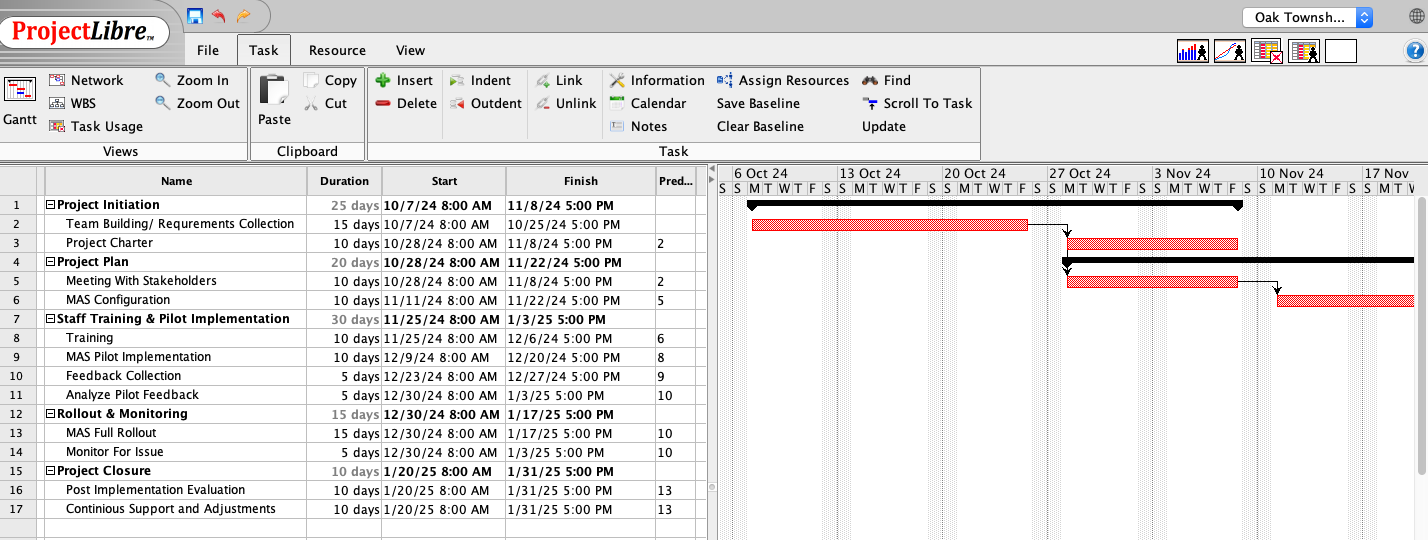 ProjectLibre™
Oak Townsh...
File Task Resource View
Gantt
Network
WBS
Task Usage
Zoom In
Zoom Out
Views
Paste
Copy
Cut
Clipboard
Insert
Delete
Indent
Outdent
Link
Unlink
Information
Calendar
Notes
Assign Resources
Save Baseline
Clear Baseline
Find
Scroll To Task
Update
Task
Name Duration Start Finish Pred...
1 Project Initiation 25 days 10/7/24 8:00 AM 11/8/24 5:00 PM
2 Team Building/ Requrements Collection 15 days 10/7/24 8:00 AM 10/25/24 5:00 PM
3 Project Charter 10 days 10/28/24 8:00 AM 11/8/24 5:00 PM 2
4 Project Plan 20 days 10/28/24 8:00 AM 11/22/24 5:00 PM
5 Meeting With Stakeholders 10 days 10/28/24 8:00 AM 11/8/24 5:00 PM 2
6 MAS Configuration 10 days 11/11/24 8:00 AM 11/22/24 5:00 PM 5
7 Staff Training & Pilot Implementation 30 days 11/25/24 8:00 AM 1/3/25 5:00 PM
8 Training 10 days 11/25/24 8:00 AM 12/6/24 5:00 PM 6
9 MAS Pilot Implementation 10 days 12/9/24 8:00 AM 12/20/24 5:00 PM 8
10 Feedback Collection 5 days 12/23/24 8:00 AM 12/27/24 5:00 PM 9
11 Analyze Pilot Feedback 5 days 12/30/24 8:00 AM 1/3/25 5:00 PM 10
12 Rollout & Monitoring 15 days 12/30/24 8:00 AM 1/17/25 5:00 PM
13 MAS Full Rollout 15 days 12/30/24 8:00 AM 1/17/25 5:00 PM 10
14 Monitor For Issue 5 days 12/30/24 8:00 AM 1/3/25 5:00 PM 10
15 Project Closure 10 days 1/20/25 8:00 AM 1/31/25 5:00 PM
16 Post Implementation Evaluation 10 days 1/20/25 8:00 AM 1/31/25 5:00 PM 13
17 Continious Support and Adjustments 10 days 1/20/25 8:00 AM 1/31/25 5:00 PM 13
6 Oct 24 13 Oct 24 20 Oct 24 27 Oct 24 3 Nov 24 10 Nov 24 17 Nov
S S M T W T F S S M T W T F S S M T W T F S S M T W T F S S M T W T F S S M T W T F S S M T W